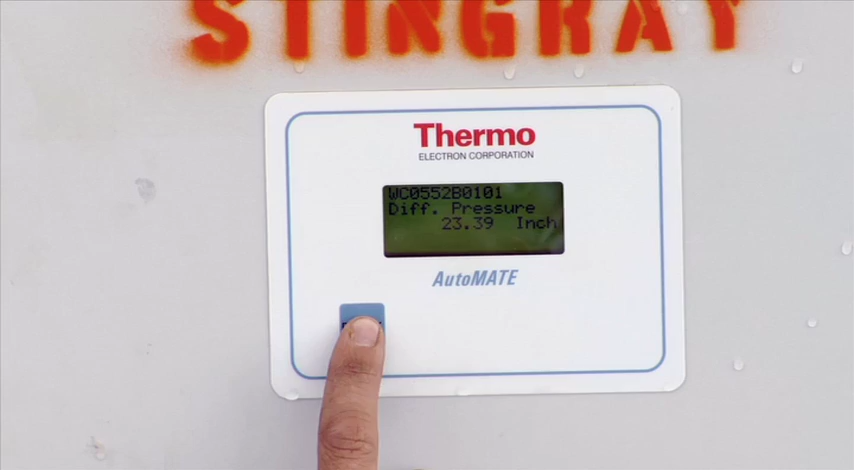 STINGRAY
Thermo
ELECTRON CORPORATION
WC0552B0101
Diff. Pressure
23.39 Inch
AutoMATE